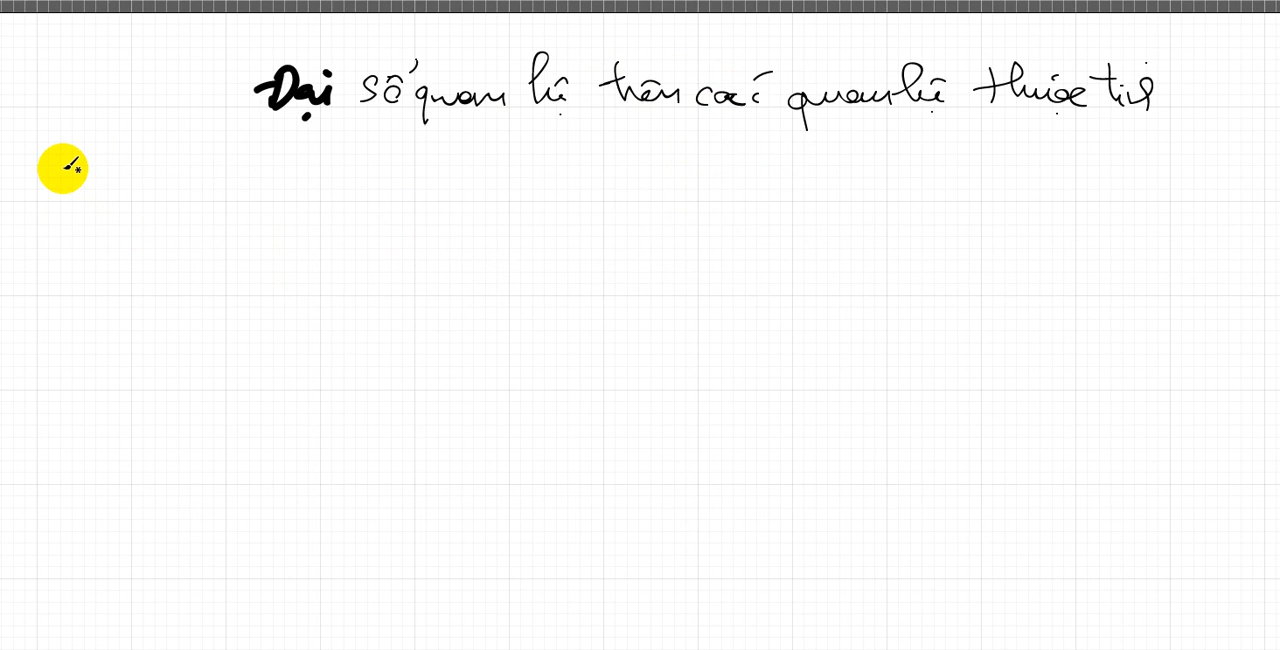 Đại số quan hệ trên các quan hệ thuộc tính